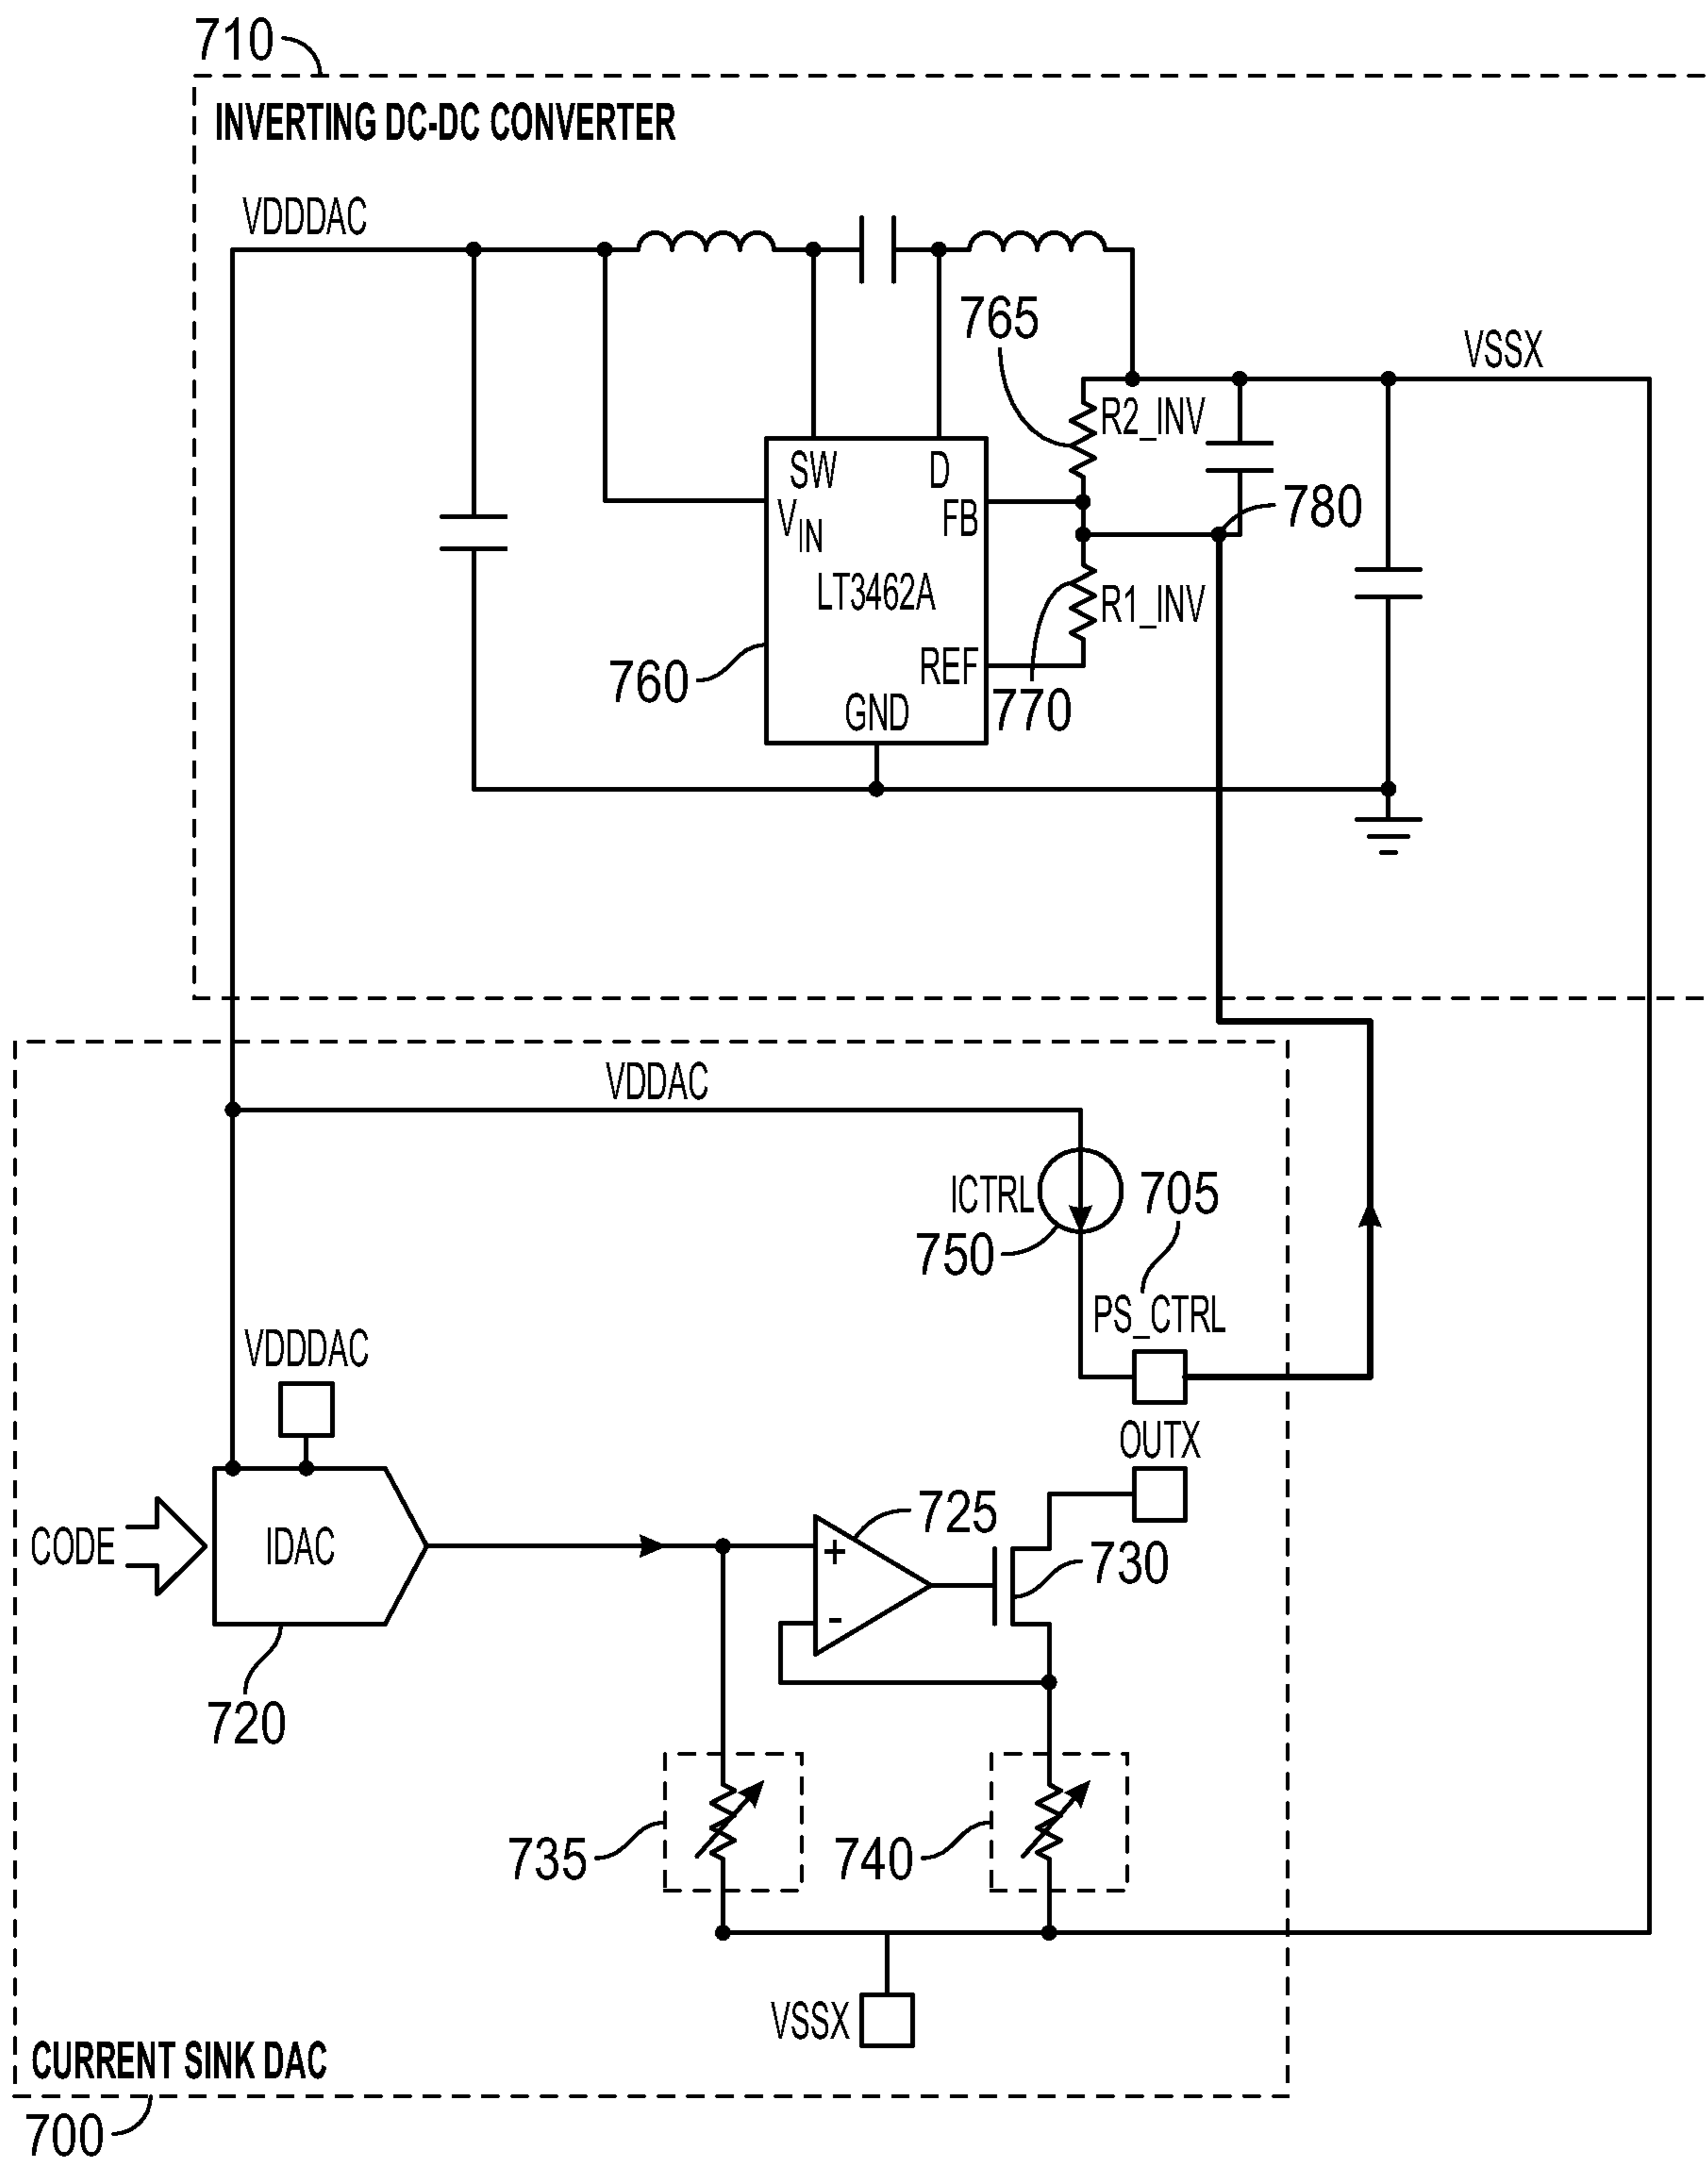 710
INVERTING DC-DC CONVERTER
VDDDAC
765
VSSX
R2_INV
SW
D
780
VIN
FB
LT3462A
R1_INV
760
REF
770
GND
VDDAC
ICTRL
705
750
PS_CTRL
VDDDAC
OUTX
725
CODE
IDAC
+
730
-
720
735
740
VSSX
CURRENT SINK DAC
700